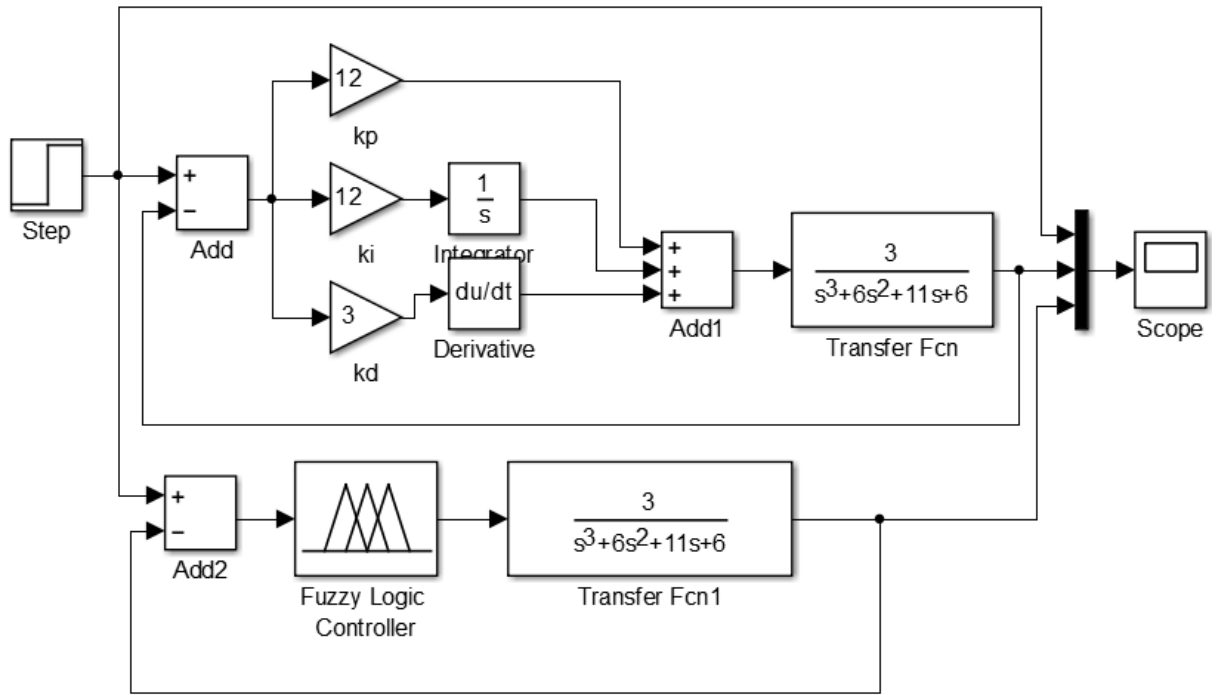 12
kp
Step
+
−
Add
12
ki
1
s
Integrator
3
kd
du/dt
Derivative
+
+
+
Add1
3
s³+6s²+11s+6
Transfer Fcn
Scope
+
−
Add2
Fuzzy Logic
Controller
3
s³+6s²+11s+6
Transfer Fcn1